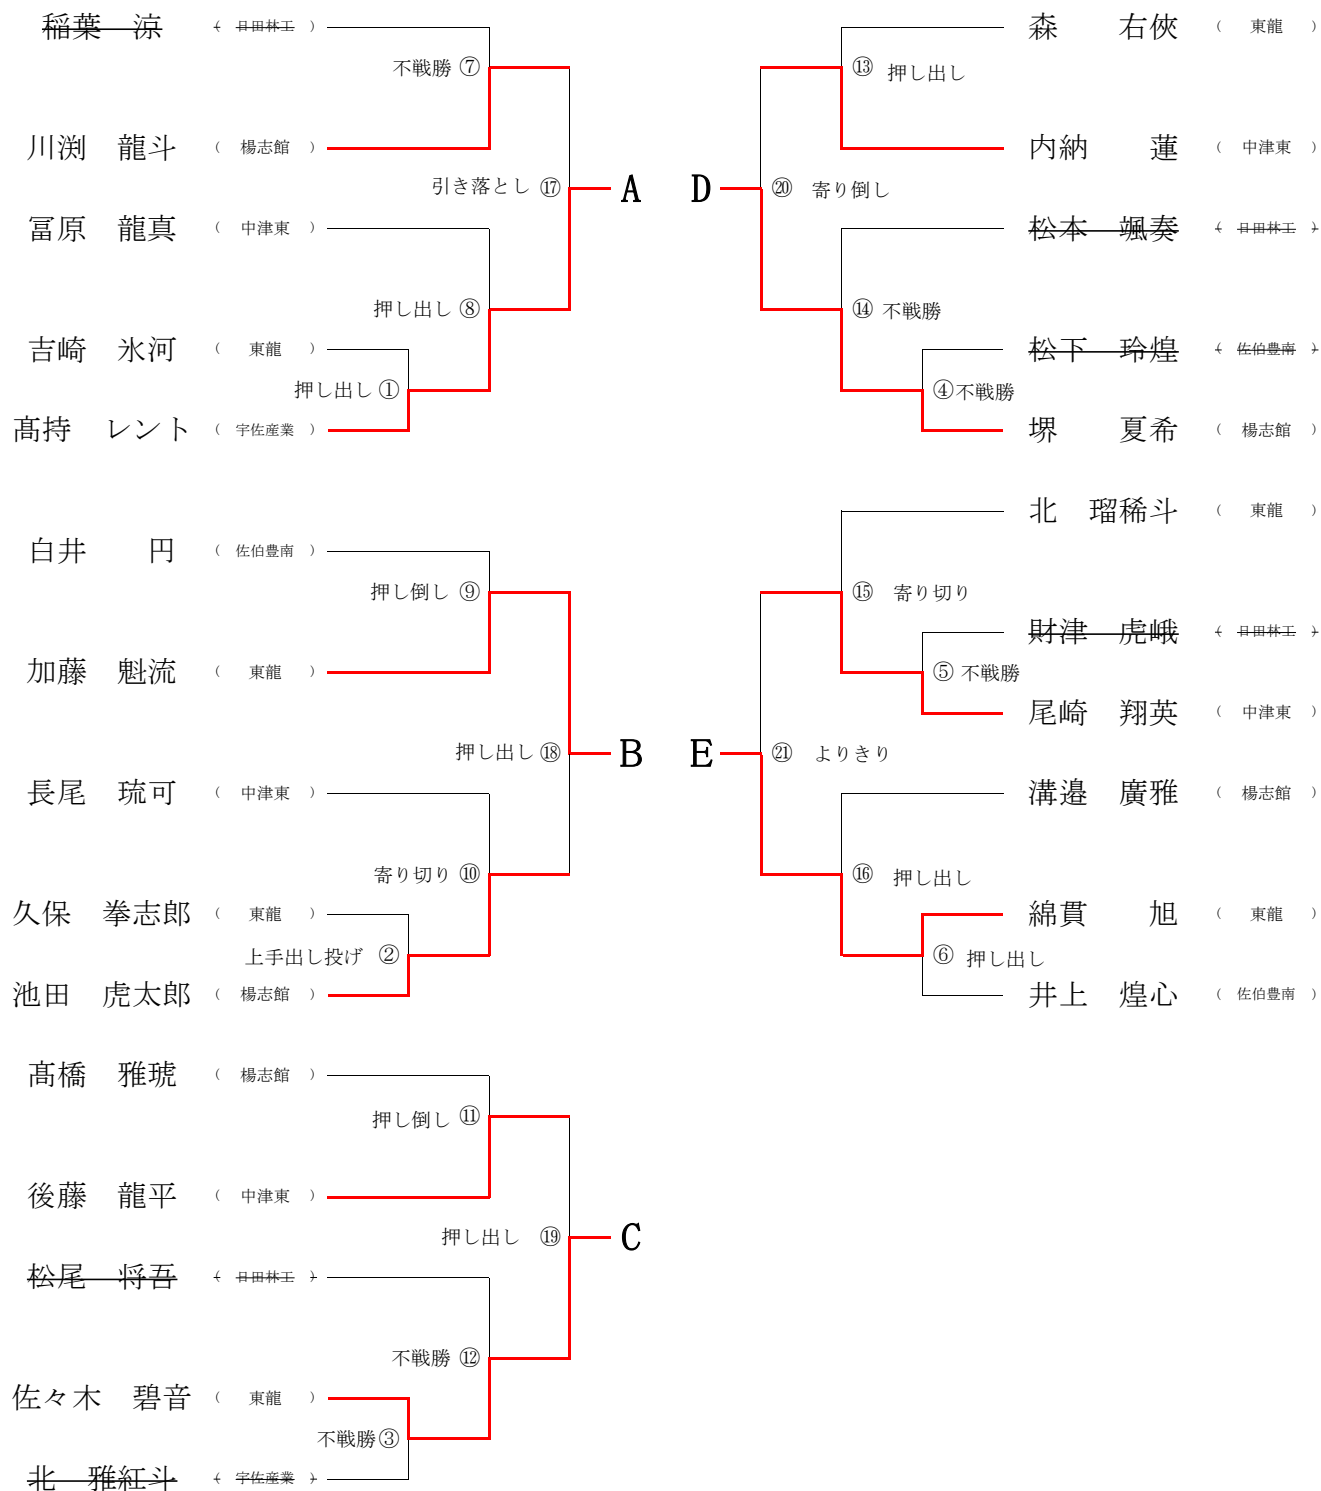 稲葉　涼 （ 日田林工 ）
不戦勝 ⑦
川渕　龍斗 （ 楊志館 ）
引き落とし ⑰ A
冨原　龍真 （ 中津東 ）
押し出し ⑧
吉崎　氷河 （ 東龍 ）
押し出し ①
髙持　レント （ 宇佐産業 ）
白井　円 （ 佐伯豊南 ）
押し倒し ⑨
加藤　魁流 （ 東龍 ）
押し出し ⑱ B
長尾　琉可 （ 中津東 ）
寄り切り ⑩
久保　拳志郎 （ 東龍 ）
上手出し投げ ②
池田　虎太郎 （ 楊志館 ）
髙橋　雅琥 （ 楊志館 ）
押し倒し ⑪
後藤　龍平 （ 中津東 ）
押し出し ⑲ C
松尾　将吾 （ 日田林工 ）
不戦勝 ⑫
佐々木　碧音 （ 東龍 ）
不戦勝 ③
北　雅紅斗 （ 宇佐産業 ）
森　右俠 （ 東龍 ）
⑬ 押し出し
内納　蓮 （ 中津東 ）
D ⑳ 寄り倒し
松本　颯奏 （ 日田林工 ）
⑭ 不戦勝
松下　玲煌 （ 佐伯豊南 ）
④ 不戦勝
堺　夏希 （ 楊志館 ）
北　瑠稀斗 （ 東龍 ）
⑮ 寄り切り
財津　虎峨 （ 日田林工 ）
⑤ 不戦勝
尾崎　翔英 （ 中津東 ）
E ㉑ よりきり
溝邉　廣雅 （ 楊志館 ）
⑯ 押し出し
綿貫　旭 （ 東龍 ）
⑥ 押し出し
井上　煌心 （ 佐伯豊南 ）